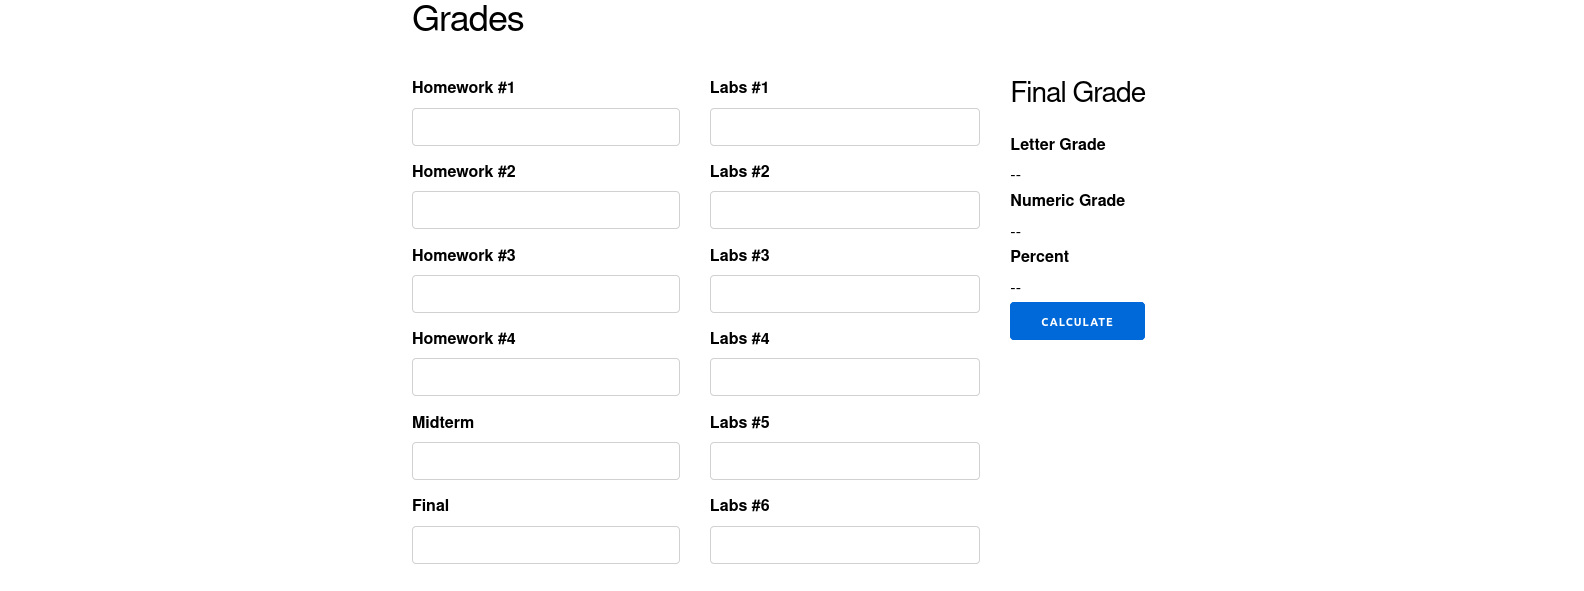 Grades
Homework #1
Homework #2
Homework #3
Homework #4
Midterm
Final
Labs #1
Labs #2
Labs #3
Labs #4
Labs #5
Labs #6
Final Grade
Letter Grade
--
Numeric Grade
--
Percent
--
CALCULATE